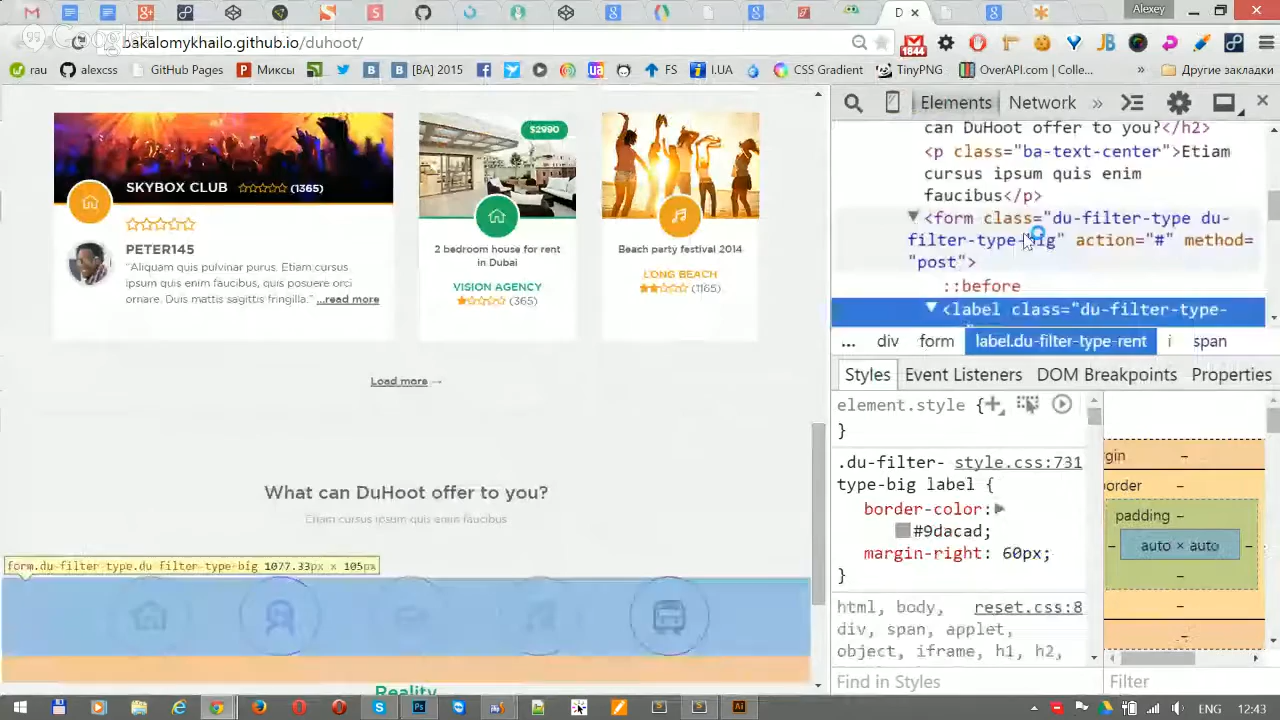 Alexey
D
bakalomykhailo.github.io/duhoot/
1844
rau
alexcss
GitHub Pages
Миксы
[BA] 2015
FS
I.UA
CSS Gradient
TinyPNG
OverAPI.com | Colle...
»
Другие закладки
$2990
SKYBOX CLUB (1365)
PETER145
"Aliquam quis pulvinar purus. Etiam cursus
ipsum quis enim faucibus, quis posuere orci
ornare. Duis mattis sagittis fringilla." ...read more
2 bedroom house for rent
in Dubai
VISION AGENCY
(365)
Beach party festival 2014
LONG BEACH
(1165)
Load more →
What can DuHoot offer to you?
Etiam cursus ipsum quis enim faucibus
form.du-filter-type.du-filter-type-big 1077.33px × 105px
Reality
Elements Network »
can DuHoot offer to you?</h2>
<p class="ba-text-center">Etiam
cursus ipsum quis enim
faucibus</p>
<form class="du-filter-type du-
filter-type-big" action="#" method=
"post">
::before
<label class="du-filter-type-
... div form label.du-filter-type-rent i span
Styles Event Listeners DOM Breakpoints Properties
element.style {
}
.du-filter- style.css:731
type-big label {
border-color:
#9dacad;
margin-right: 60px;
}
html, body, reset.css:8
div, span, applet,
object, iframe, h1, h2,
Find in Styles
gin –
order –
padding –
– auto × auto –
–
–
–
Filter
ENG 12:43